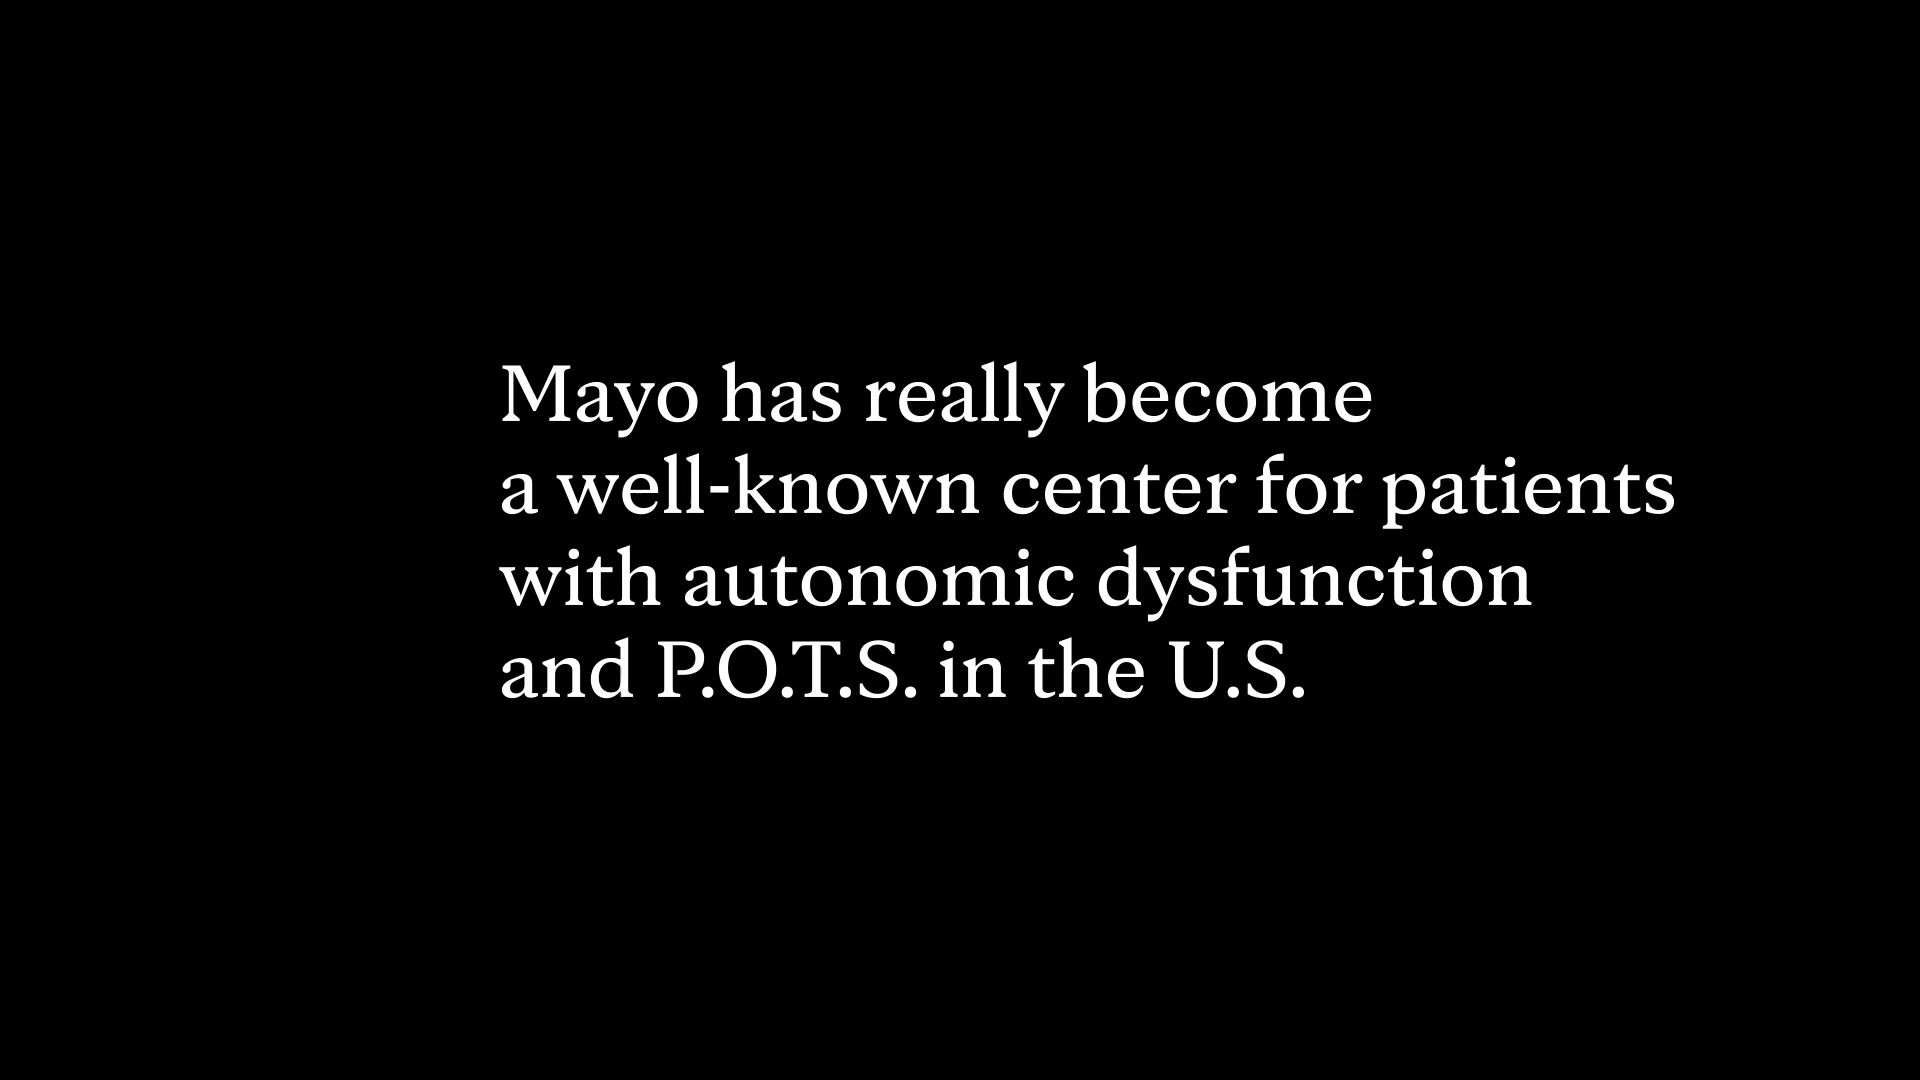 Mayo has really become
a well-known center for patients
with autonomic dysfunction
and P.O.T.S. in the U.S.